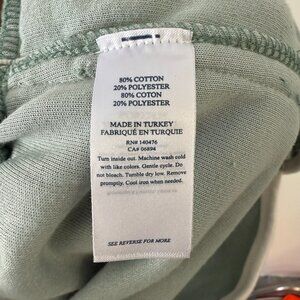 80% COTTON
20% POLYESTER
80% COTON
20% POLYESTER
MADE IN TURKEY
FABRIQUÉ EN TURQUIE
RN# 140476
CA# 06894
Turn inside out. Machine wash cold
with like colors. Gentle cycle. Do
not bleach. Tumble dry low. Remove
promptly. Cool iron when needed.
SEE REVERSE FOR MORE